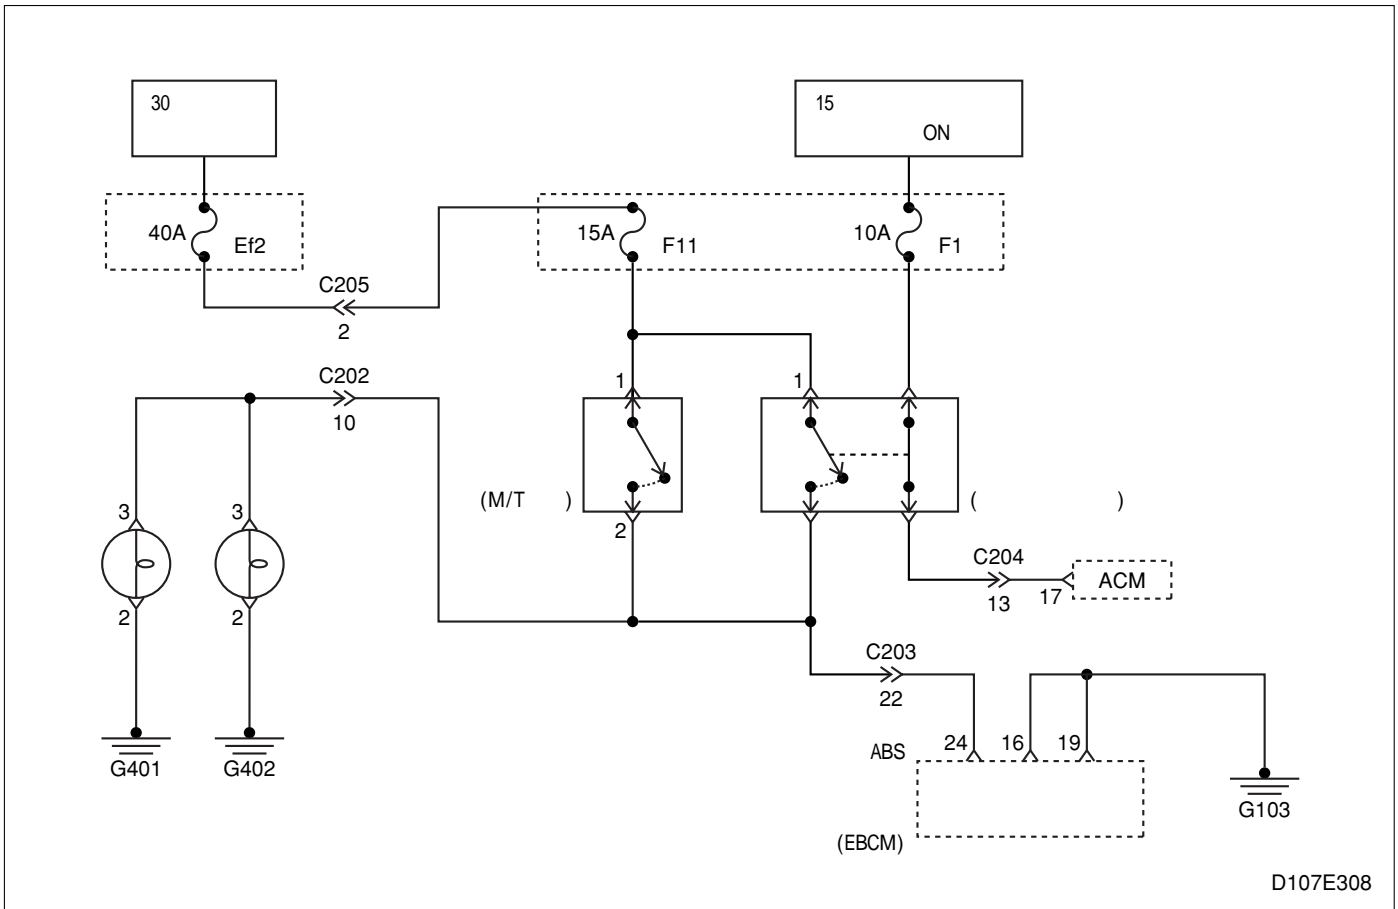 30
15
ON
40A
Ef2
15A
F11
10A
F1
C205
2
C202
10
1
1
(M/T )
( )
2
3
3
C204
13
17
ACM
2
2
C203
22
ABS
24
16
19
G401
G402
G103
(EBCM)
D107E308